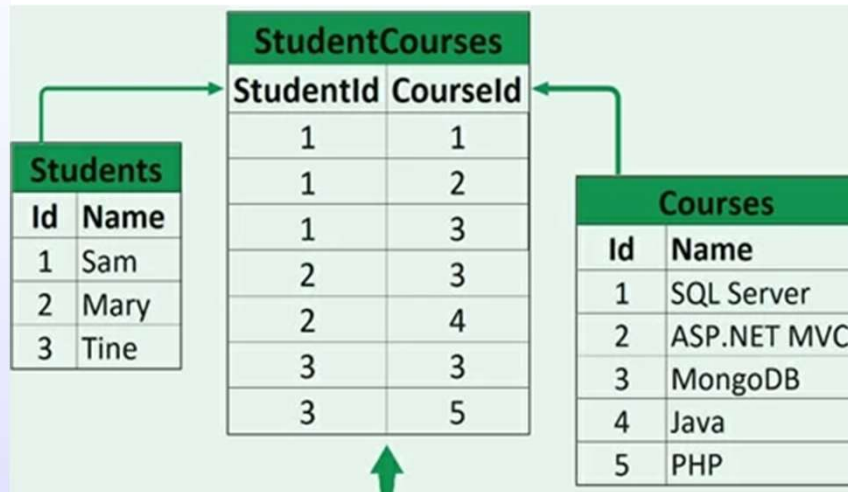 StudentCourses
StudentId CourseId
1 1
1 2
1 3
2 3
2 4
3 3
3 5
Students
Id Name
1 Sam
2 Mary
3 Tine
Courses
Id Name
1 SQL Server
2 ASP.NET MVC
3 MongoDB
4 Java
5 PHP